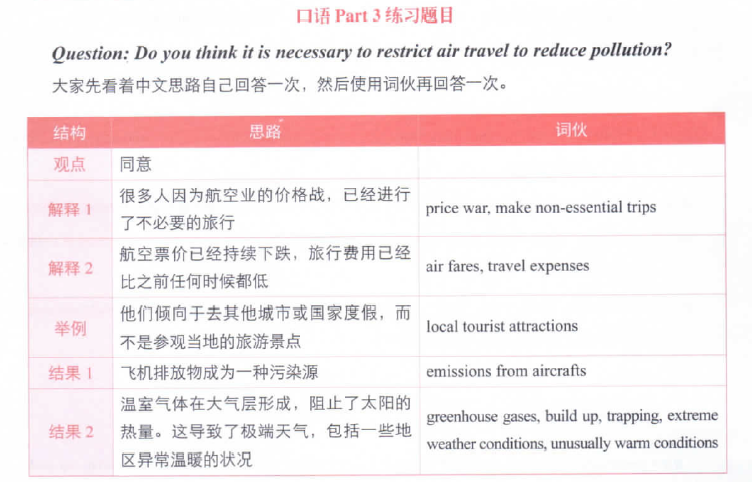 口语 Part 3 练习题目
Question: Do you think it is necessary to restrict air travel to reduce pollution?
大家先看着中文思路自己回答一次，然后使用词伙再回答一次。
结构 思路 词伙
观点 同意
解释 1 很多人因为航空业的价格战，已经进行
了不必要的旅行 price war, make non-essential trips
解释 2 航空票价已经持续下跌，旅行费用已经
比之前任何时候都低 air fares, travel expenses
举例 他们倾向于去其他城市或国家度假，而
不是参观当地的旅游景点 local tourist attractions
结果 1 飞机排放物成为一种污染源 emissions from aircrafts
结果 2 温室气体在大气层形成，阻止了太阳的
热量。这导致了极端天气，包括一些地
区异常温暖的状况 greenhouse gases, build up, trapping, extreme
weather conditions, unusually warm conditions